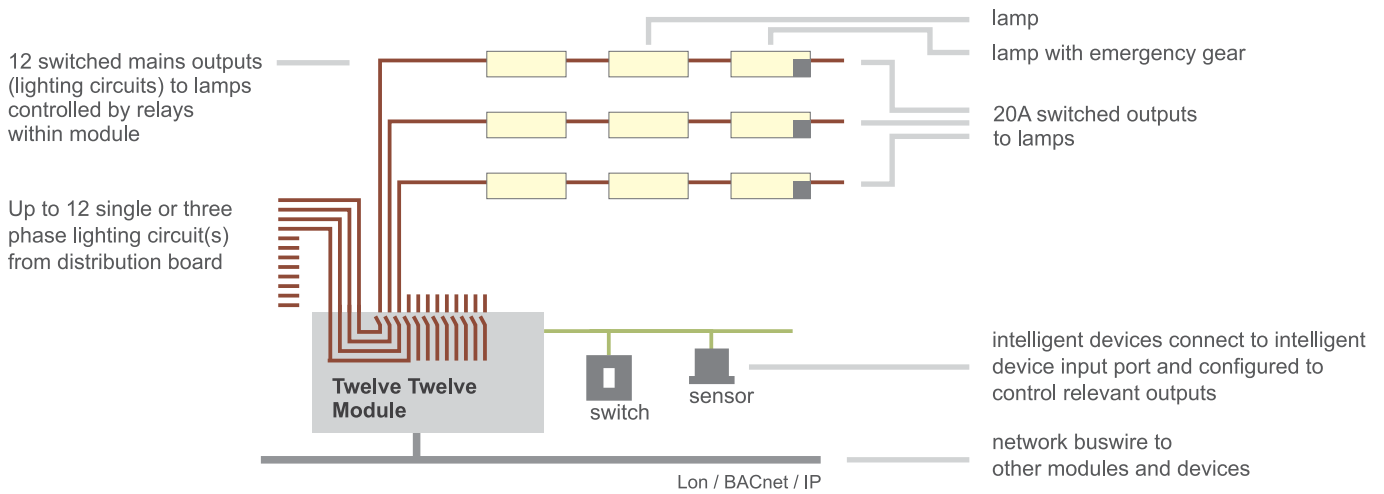 12 switched mains outputs
(lighting circuits) to lamps
controlled by relays
within module
Up to 12 single or three
phase lighting circuit(s)
from distribution board
lamp
lamp with emergency gear
20A switched outputs
to lamps
Twelve Twelve
Module
switch
sensor
intelligent devices connect to intelligent
device input port and configured to
control relevant outputs
network buswire to
other modules and devices
Lon / BACnet / IP